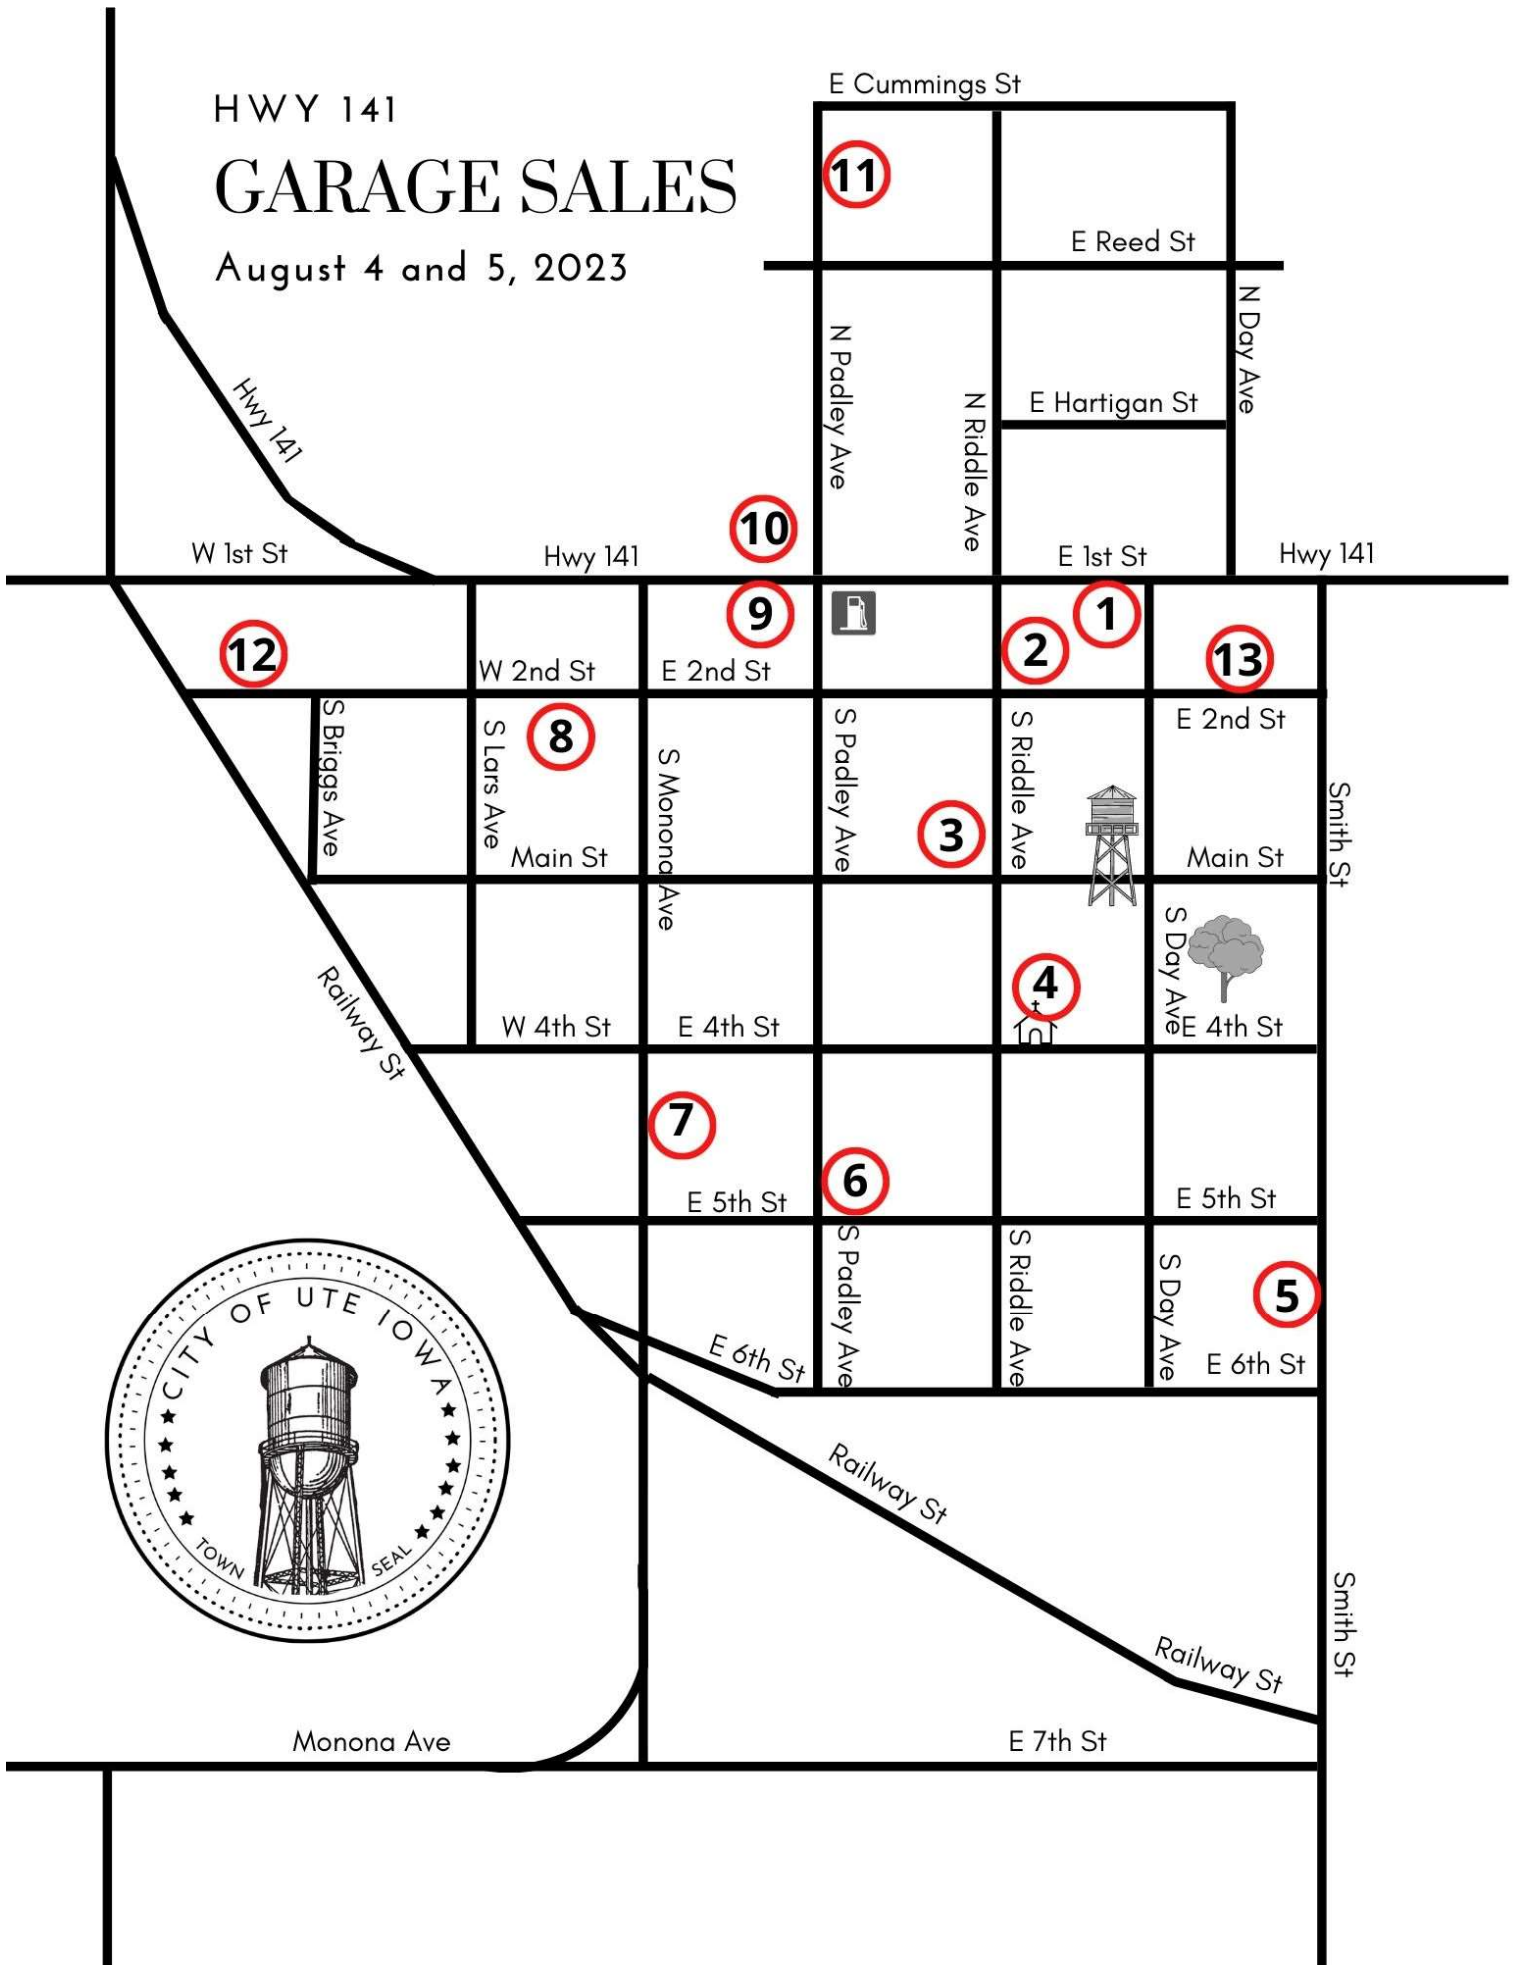 E Cummings St
HWY 141
GARAGE SALES
August 4 and 5, 2023
11
E Reed St
N Day Ave
N Padley Ave
Hwy 141
N Riddle Ave
E Hartigan St
10
W 1st St
Hwy 141
E 1st St
Hwy 141
9
1
2
12
13
W 2nd St
E 2nd St
E 2nd St
S Briggs Ave
S Lars Ave
8
S Monona Ave
S Padley Ave
3
S Riddle Ave
Smith St
Main St
Main St
S Day Ave
4
Railway St
W 4th St
E 4th St
E 4th St
7
6
E 5th St
E 5th St
S Padley Ave
S Riddle Ave
S Day Ave
5
CITY OF UTE IOWA
TOWN SEAL
E 6th St
E 6th St
Railway St
Smith St
Railway St
Monona Ave
E 7th St